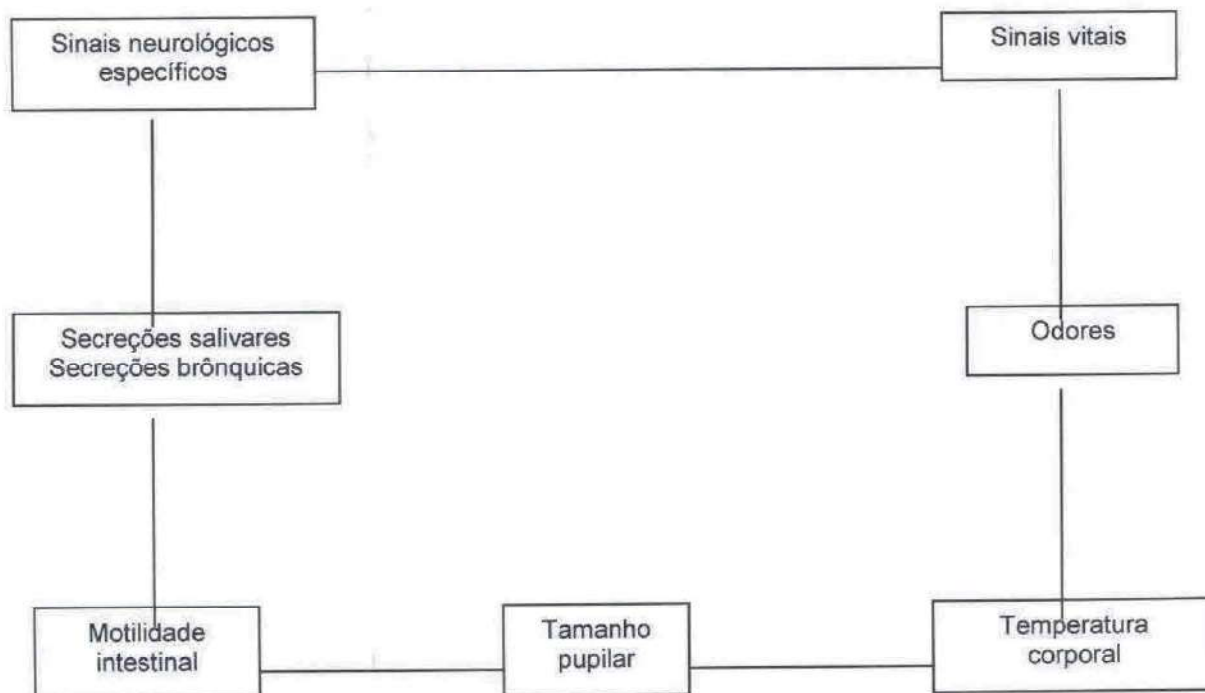 Sinais neurológicos
específicos
Sinais vitais
Secreções salivares
Secreções brônquicas
Odores
Motilidade
intestinal
Tamanho
pupilar
Temperatura
corporal